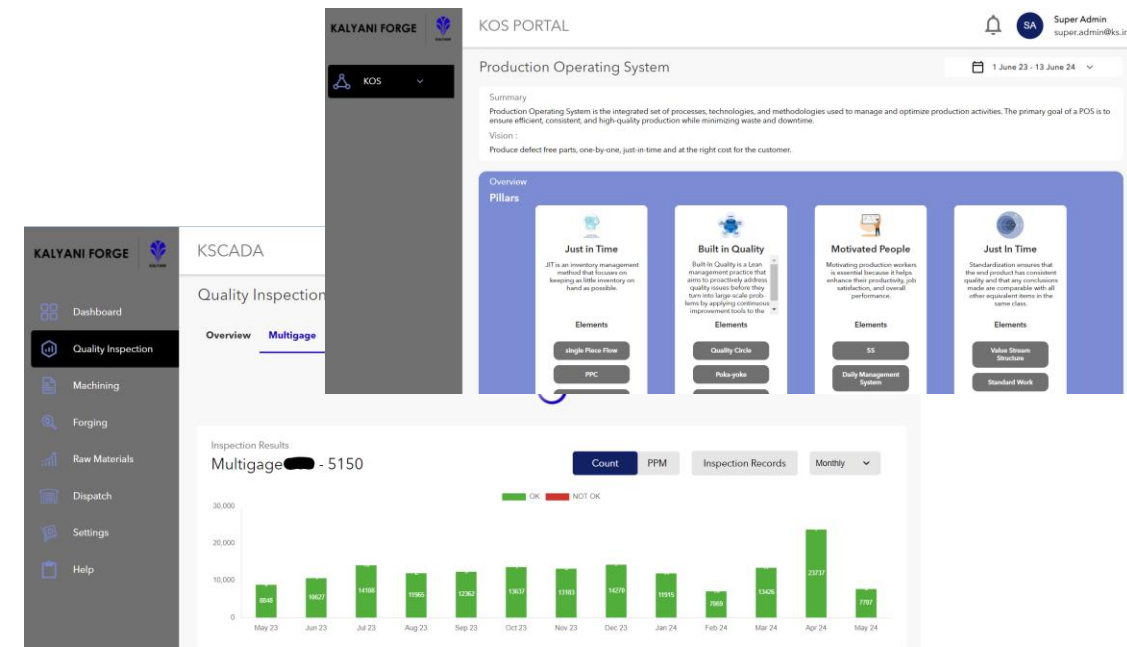 KALYANI FORGE
KOS PORTAL
SA
Super Admin
super.admin@ks.in
KOS
Production Operating System
1 June 23 - 13 June 24
Summary
Production Operating System is the integrated set of processes, technologies, and methodologies used to manage and optimize production activities. The primary goal of a POS is to
ensure efficient, consistent, and high-quality production while minimizing waste and downtime.
Vision :
Produce defect free parts, one-by-one, just-in-time and at the right cost for the customer.
Overview
Pillars
Just in Time
JIT is an inventory management
method that focuses on
keeping as little inventory on
hand as possible.
Elements
single Piece Flow
PPC
Built in Quality
Built-In Quality is a Lean
management practice that
aims to proactively address
quality issues before they
turn into large-scale prob-
lems by applying continuous
improvement tools to the
Elements
Quality Circle
Poka-yoke
Motivated People
Motivating production workers
is essential because it helps
enhance their productivity, job
satisfaction, and overall
performance.
Elements
5S
Daily Management
System
Just In Time
Standardization ensures that
the end product has consistent
quality and that any conclusions
made are comparable with all
other equivalent items in the
same class.
Elements
Value Stream
Structure
Standard Work
KALYANI FORGE
KSCADA
Dashboard
Quality Inspection
Machining
Forging
Raw Materials
Dispatch
Settings
Help
Quality Inspection
Overview Multigage
Inspection Results
Multigage - 5150
Count PPM Inspection Records Monthly
OK NOT OK
30,000
20,000
10,000
0
8848 10627 14108 11965 12362 13637 13103 14270 11915 7069 13426 23737 7707
May 23 Jun 23 Jul 23 Aug 23 Sep 23 Oct 23 Nov 23 Dec 23 Jan 24 Feb 24 Mar 24 Apr 24 May 24